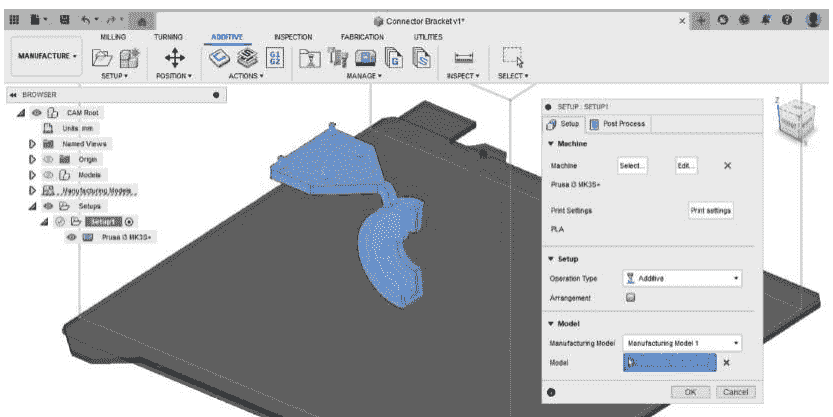 Connector Bracket v1*
MANUFACTURE
MILLING TURNING ADDITIVE INSPECTION FABRICATION UTILITIES
G1
G2
G
S
SETUP POSITION ACTIONS MANAGE INSPECT SELECT
BROWSER
CAM Root
Units: mm
Named Views
Origin
Models
Manufacturing Models
Setups
Setup1
Prusa i3 MK3S+
SETUP : SETUP1
Setup Post Process
Machine
Machine Select... Edit...
Prusa i3 MK3S+
Print Settings Print settings
PLA
Setup
Operation Type Additive
Arrangement
Model
Manufacturing Model Manufacturing Model 1
Model
OK Cancel
Z